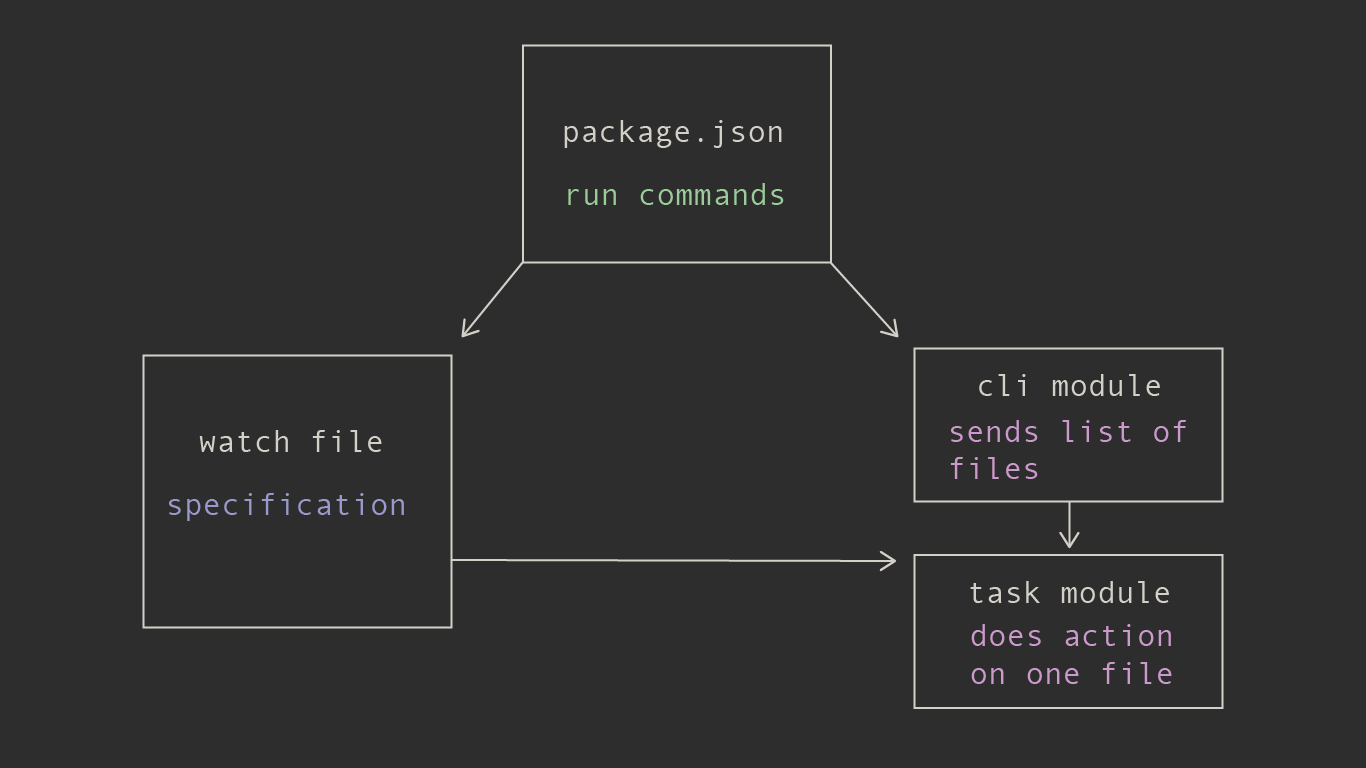 package.json
run commands
watch file
specification
cli module
sends list of
files
task module
does action
on one file